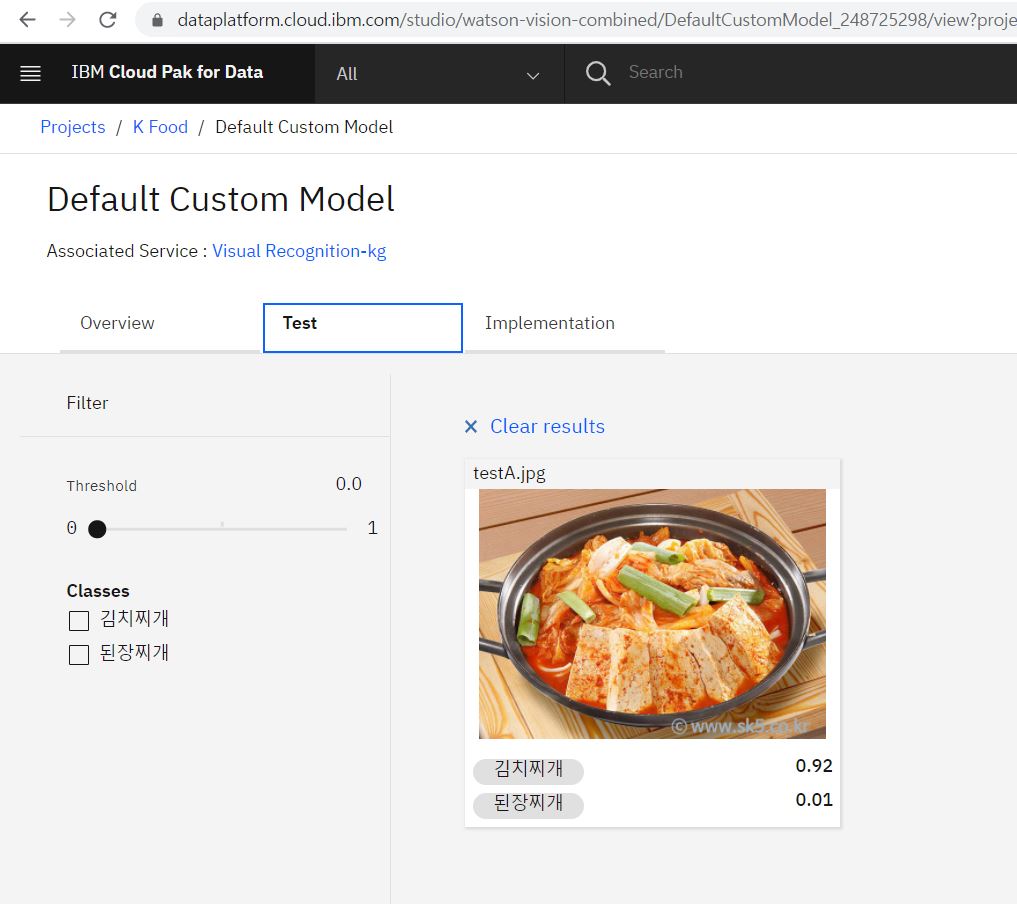 dataplatform.cloud.ibm.com/studio/watson-vision-combined/DefaultCustomModel_248725298/view?proje
IBM Cloud Pak for Data
All
Search
Projects / K Food / Default Custom Model
Default Custom Model
Associated Service : Visual Recognition-kg
Overview
Test
Implementation
Filter
Threshold 0.0
0 1
Classes
김치찌개
된장찌개
× Clear results
testA.jpg
© www.sk5.co.kr
김치찌개 0.92
된장찌개 0.01